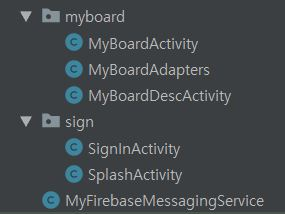 myboard
MyBoardActivity
MyBoardAdapters
MyBoardDescActivity
sign
SignInActivity
SplashActivity
MyFirebaseMessagingService